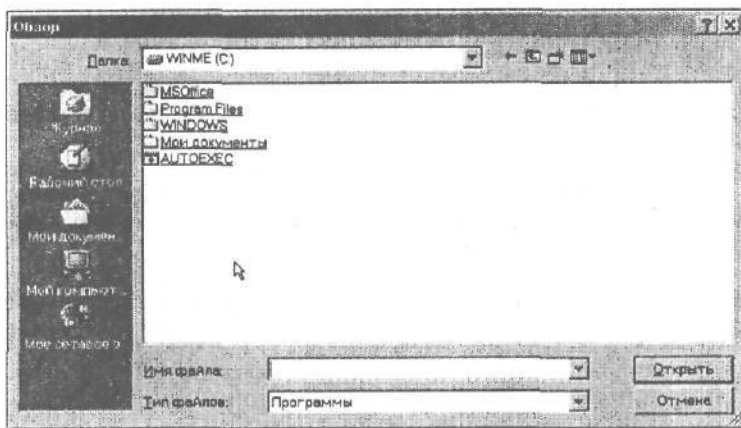 Обзор
Папка: WINME (C:)
MSOffice
Program Files
WINDOWS
Мои документы
AUTOEXEC
Журнал
Рабочий стол
Мои докумен...
Мой компьют...
Мое сетевое о...
Имя файла:
Открыть
Тип файлов: Программы
Отмена